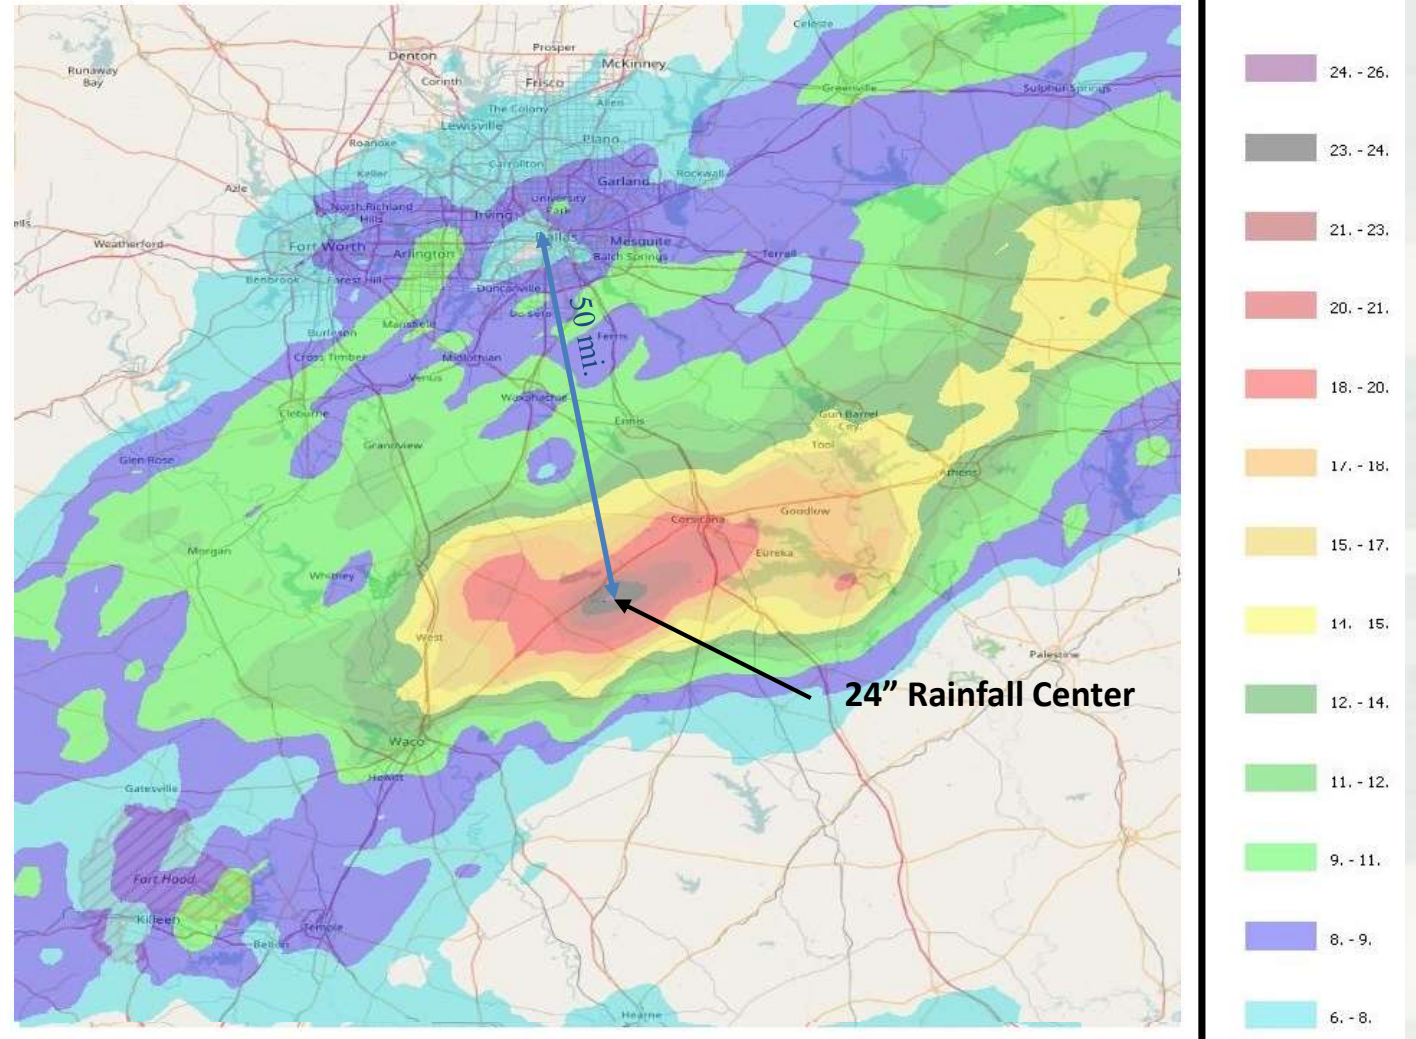 Celeste
Denton
Prosper
McKinney
Runaway
Bay
Corinth
Frisco
Greenville
Sulphur Springs
The Colony
Allen
Lewisville
Plano
Roanoke
Carrollton
Keller
Garland
Rockwall
Azle
University
Park
North Richland
Hills
Irving
ells
Weatherford
Fort Worth
Arlington
Dallas
Mesquite
Balch Springs
Terrell
Benbrook
Forest Hill
Duncanville
DeSoto
50 mi.
Burleson
Mansfield
Ferris
Cross Timber
Midlothian
Venus
Waxahachie
Cleburne
Ennis
Gun Barrel
City
Grandview
Tool
Glen Rose
Athens
Corsicana
Goodlow
Morgan
Eureka
Whitney
West
Palestine
24” Rainfall Center
Waco
Hewitt
Gatesville
Fort Hood
Killeen
Temple
Belton
Hearne
24. - 26.
23. - 24.
21. - 23.
20. - 21.
18. - 20.
17. - 18.
15. - 17.
14. 15.
12. - 14.
11. - 12.
9. - 11.
8. - 9.
6. - 8.